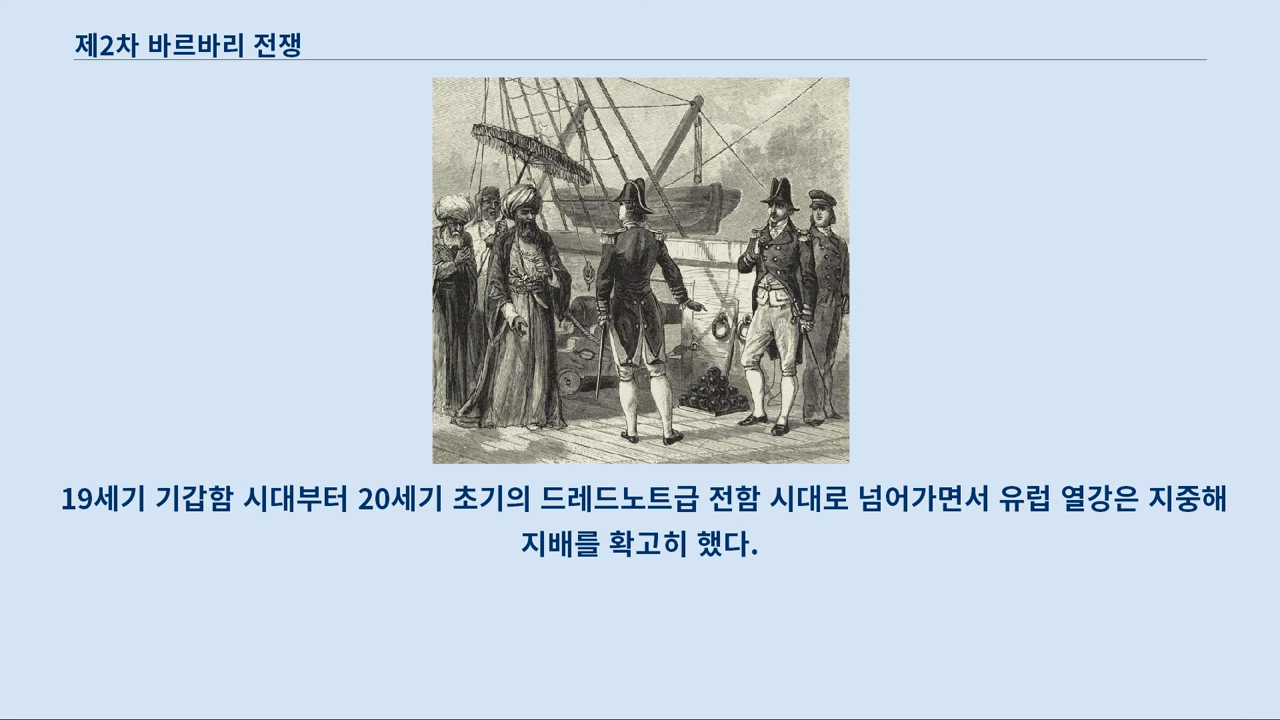 제2차 바르바리 전쟁
19세기 기갑함 시대부터 20세기 초기의 드레드노트급 전함 시대로 넘어가면서 유럽 열강은 지중해
지배를 확고히 했다.